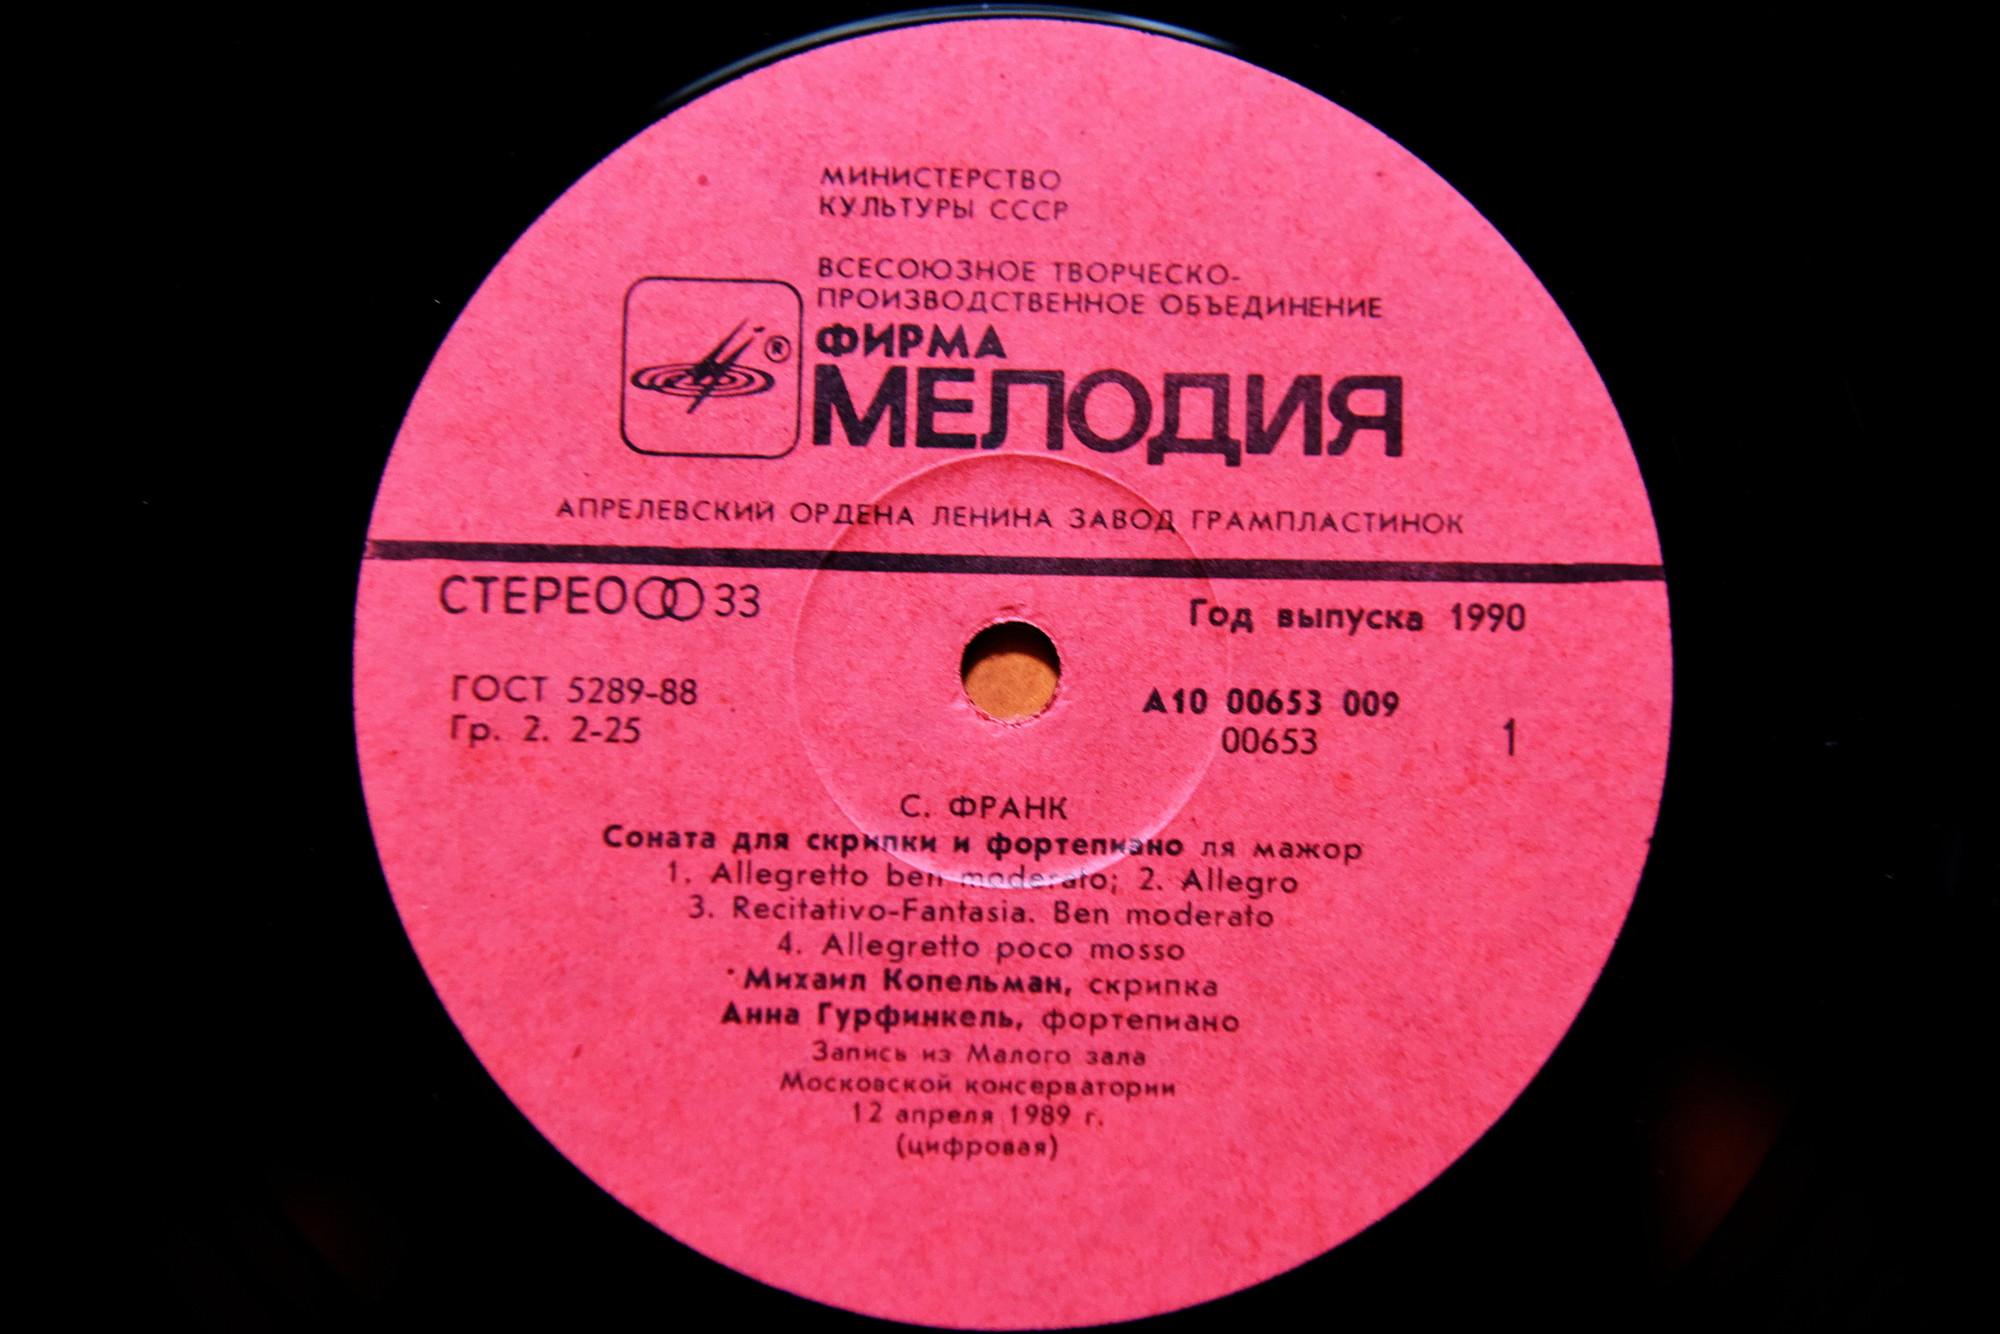 МИНИСТЕРСТВО
КУЛЬТУРЫ СССР
ВСЕСОЮЗНОЕ ТВОРЧЕСКО-
ПРОИЗВОДСТВЕННОЕ ОБЪЕДИНЕНИЕ
ФИРМА
®
МЕЛОДИЯ
АПРЕЛЕВСКИЙ ОРДЕНА ЛЕНИНА ЗАВОД ГРАМПЛАСТИНОК
СТЕРЕО 33
Год выпуска 1990
ГОСТ 5289-88
Гр. 2. 2-25
А10 00653 009
00653
1
С. ФРАНК
Соната для скрипки и фортепиано ля мажор
1. Allegretto ben moderato; 2. Allegro
3. Recitativo-Fantasia. Ben moderato
4. Allegretto poco mosso
Михаил Копельман, скрипка
Анна Гурфинкель, фортепиано
Запись из Малого зала
Московской консерватории
12 апреля 1989 г.
(цифровая)